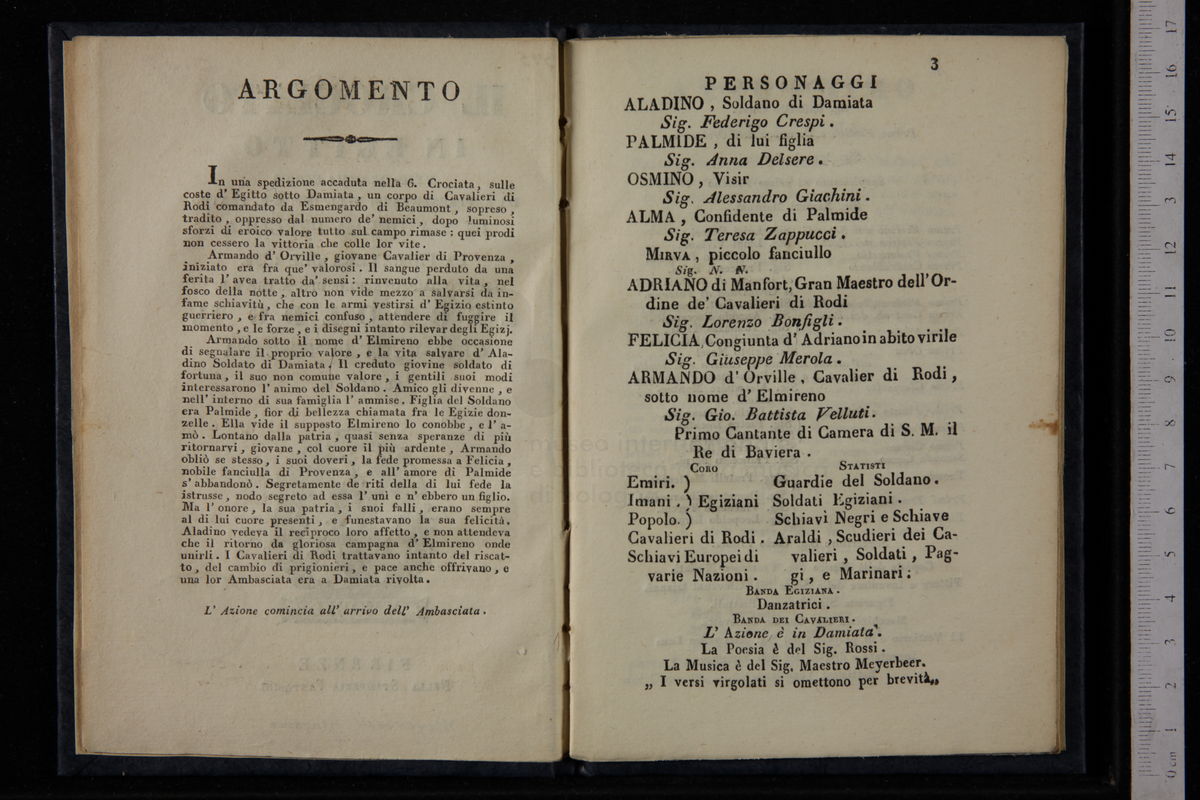 ARGOMENTO
In una spedizione accaduta nella 6. Crociata, sulle
coste d' Egitto sotto Damiata, un corpo di Cavalieri di
Rodi comandato da Esmengardo di Beaumont, sopreso,
tradito, oppresso dal numero de' nemici, dopo luminosi
sforzi di eroico valore tutto sul campo rimase: quei prodi
non cessero la vittoria che colle lor vite.
Armando d' Orville, giovane Cavalier di Provenza,
iniziato era fra que' valorosi. Il sangue perduto da una
ferita l' avea tratto da' sensi: rinvenuto alla vita, nel
fosco della notte, altro non vide mezzo a salvarsi da in-
fame schiavitù, che con le armi vestirsi d' Egizio estinto
guerriero, e fra nemici confuso, attendere di fuggire il
momento, e le forze, e i disegni intanto rilevar degli Egizj.
Armando sotto il nome d' Elmireno ebbe occasione
di segnalare il proprio valore, e la vita salvare d' Ala-
dino Soldato di Damiata. Il creduto giovine soldato di
fortuna, il suo non comune valore, i gentili suoi modi
interessarono l' animo del Soldano. Amico gli divenne, e
nell' interno di sua famiglia l' ammise. Figlia del Soldano
era Palmide, fior di bellezza chiamata fra le Egizie don-
zelle. Ella vide il supposto Elmireno lo conobbe, e l' a-
mò. Lontano dalla patria, quasi senza speranze di più
ritornarvi, giovane, col cuore il più ardente, Armando
obliò se stesso, i suoi doveri, la fede promessa a Felicia,
nobile fanciulla di Provenza, e all' amore di Palmide
s' abbandonò. Segretamente de riti della di lui fede la
istrusse, nodo segreto ad essa l' unì e n' ebbero un figlio.
Ma l' onore, la sua patria, i snoi falli, erano sempre
al di lui cuore presenti, e funestavano la sua felicità.
Aladino vedeva il reciproco loro affetto, e non attendeva
che il ritorno da gloriosa campagna d' Elmireno onde
unirli. I Cavalieri di Rodi trattavano intanto del riscat-
to, del cambio di prigionieri, e pace anche offrivano, e
una lor Ambasciata era a Damiata rivolta.
L' Azione comincia all' arrivo dell' Ambasciata.
3
PERSONAGGI
ALADINO, Soldano di Damiata
Sig. Federigo Crespi.
PALMIDE, di lui figlia
Sig. Anna Delsere.
OSMINO, Visir
Sig. Alessandro Giachini.
ALMA, Confidente di Palmide
Sig. Teresa Zappucci.
MIRVA, piccolo fanciullo
Sig. N. N.
ADRIANO di Manfort, Gran Maestro dell' Or-
dine de' Cavalieri di Rodi
Sig. Lorenzo Bonfigli.
FELICIA, Congiunta d' Adriano in abito virile
Sig. Giuseppe Merola.
ARMANDO d' Orville, Cavalier di Rodi,
sotto nome d' Elmireno
Sig. Gio. Battista Velluti.
Primo Cantante di Camera di S. M. il
Re di Baviera.
CORO STATISTI
Emiri. ) Guardie del Soldano.
Imani. ) Egiziani Soldati Egiziani.
Popolo. ) Schiavi Negri e Schiave
Cavalieri di Rodi. Araldi, Scudieri dei Ca-
Schiavi Europei di valieri, Soldati, Pag-
varie Nazioni. gi, e Marinari.
BANDA EGIZIANA.
Danzatrici.
BANDA DEI CAVALIERI.
L' Azione è in Damiata.
La Poesia è del Sig. Rossi.
La Musica è del Sig. Maestro Meyerbeer.
„ I versi virgolati si omettono per brevità„